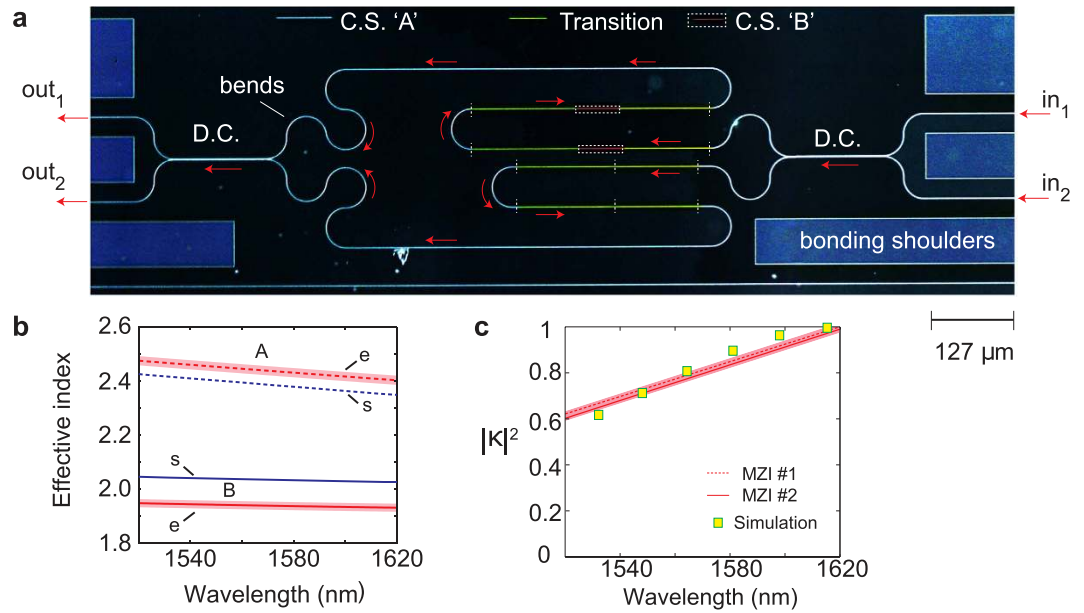 a
C.S. ‘A’ Transition C.S. ‘B’
out1
bends
D.C.
D.C.
in1
out2
in2
bonding shoulders
127 µm
b
2.6
2.4
2.2
2.0
1.8
Effective index
A
e
s
s
B
e
1540 1580 1620
Wavelength (nm)
c
1
0.8
0.6
0.4
0.2
0
|K|²
MZI #1
MZI #2
Simulation
1540 1580 1620
Wavelength (nm)